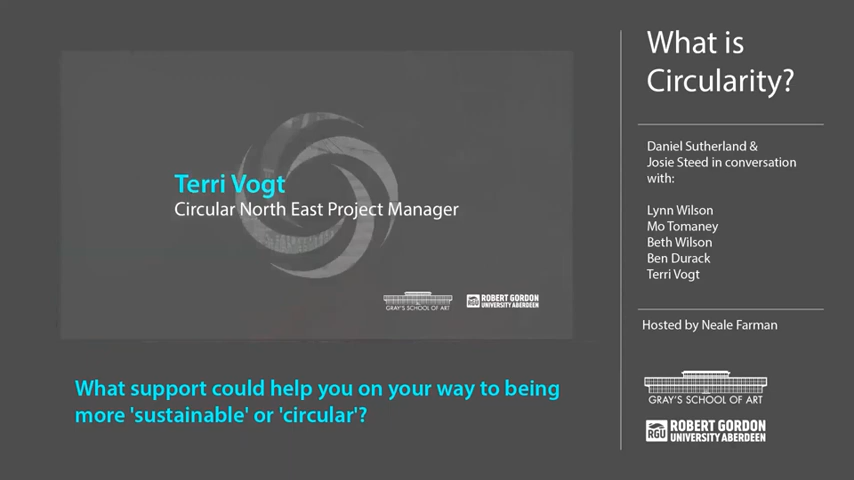 Terri Vogt
Circular North East Project Manager
GRAY'S SCHOOL OF ART
RGU
ROBERT GORDON
UNIVERSITY ABERDEEN
What support could help you on your way to being
more 'sustainable' or 'circular'?
What is
Circularity?
Daniel Sutherland &
Josie Steed in conversation
with:
Lynn Wilson
Mo Tomaney
Beth Wilson
Ben Durack
Terri Vogt
Hosted by Neale Farman
GRAY'S SCHOOL OF ART
RGU
ROBERT GORDON
UNIVERSITY ABERDEEN